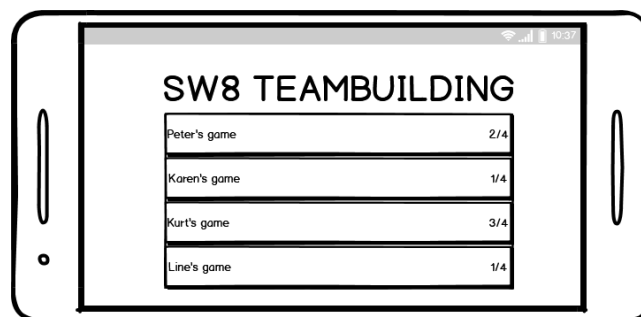 10:37
SW8 TEAMBUILDING
Peter's game 2/4
Karen's game 1/4
Kurt's game 3/4
Line's game 1/4